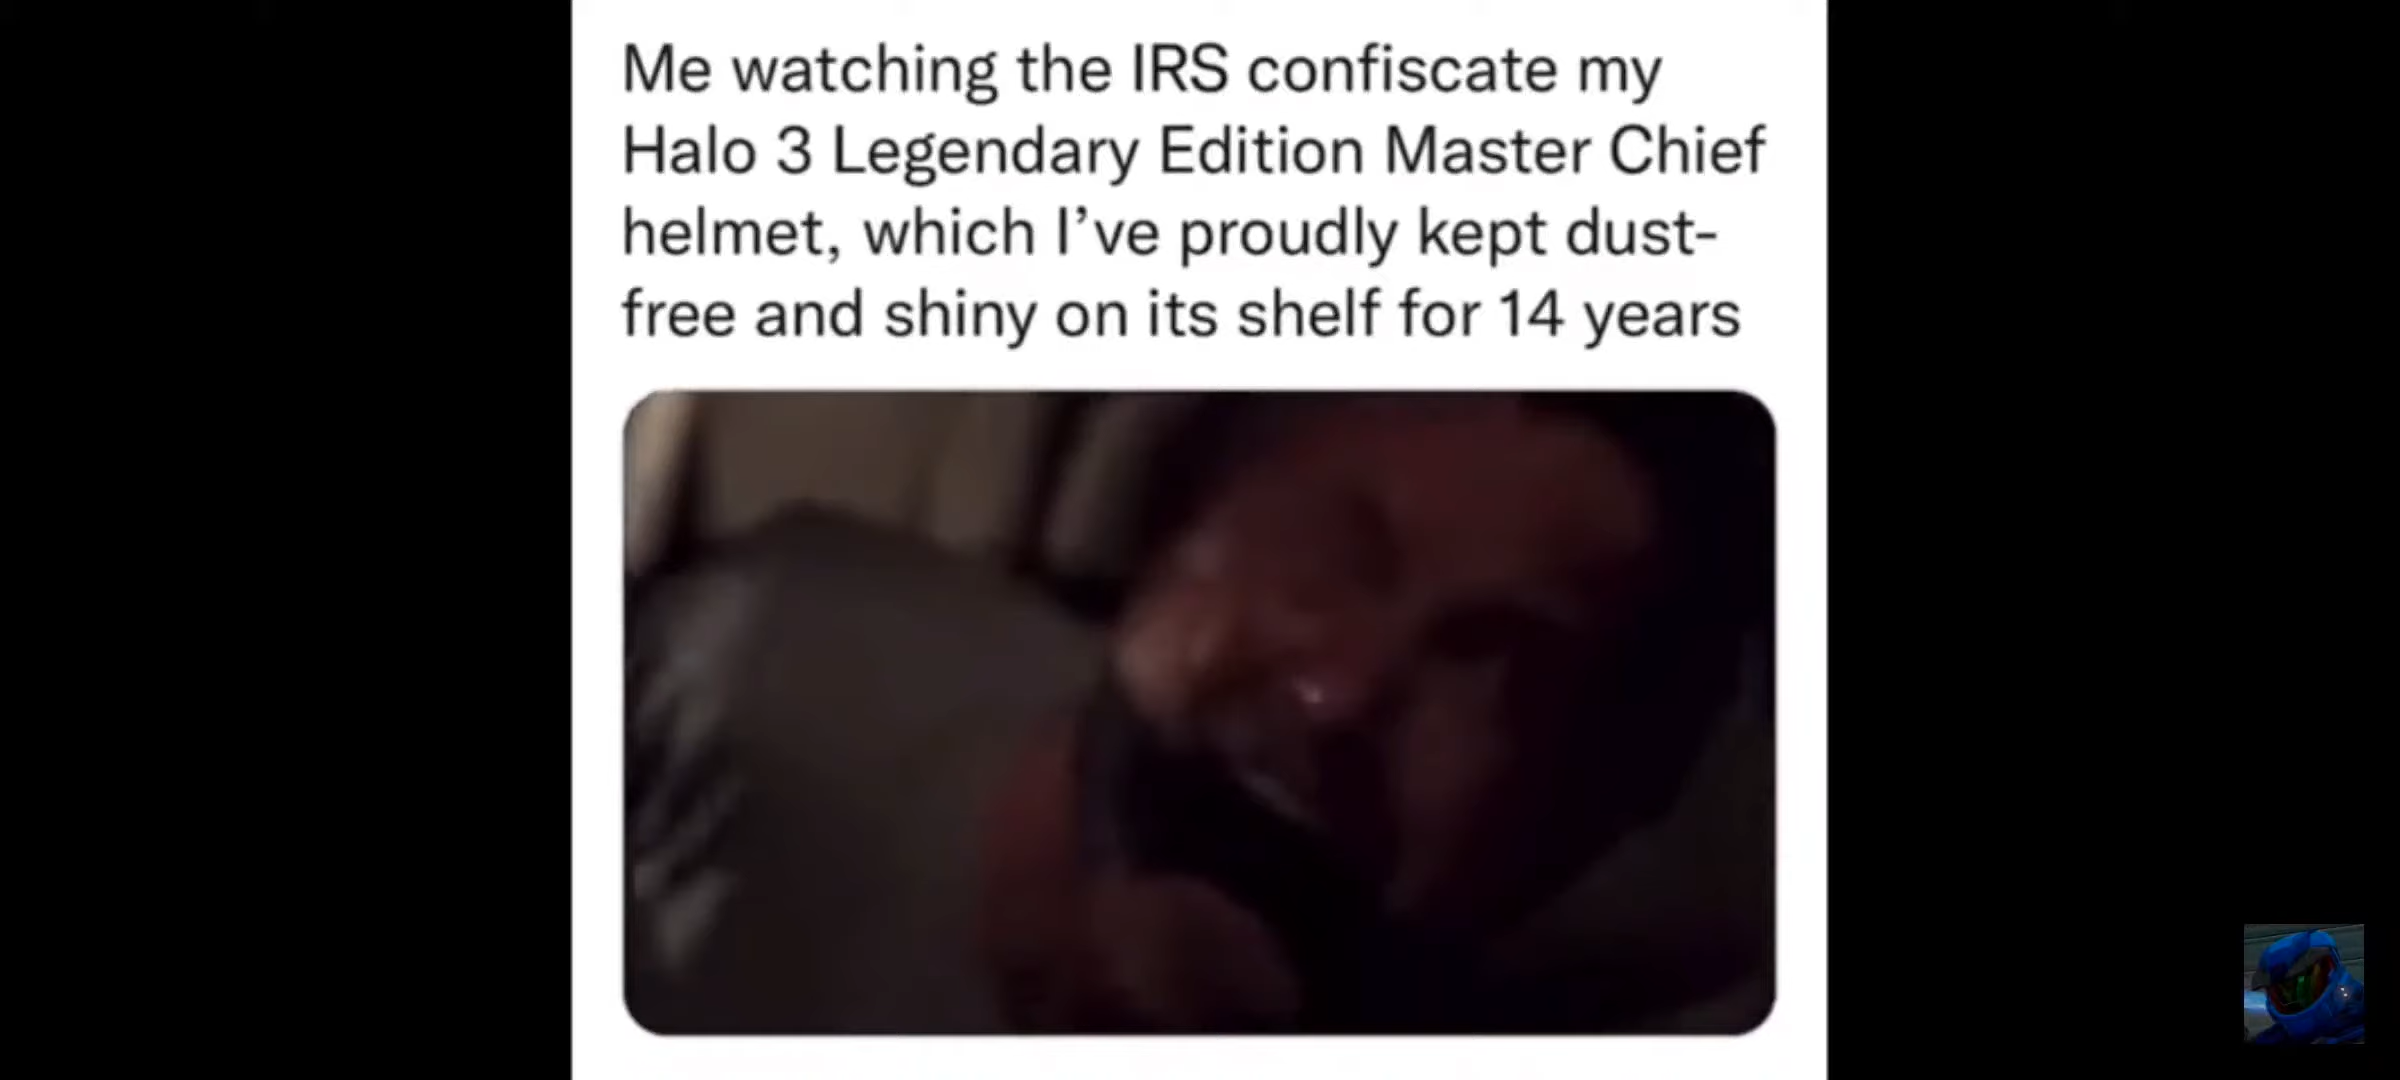 Me watching the IRS confiscate my
Halo 3 Legendary Edition Master Chief
helmet, which I’ve proudly kept dust-
free and shiny on its shelf for 14 years